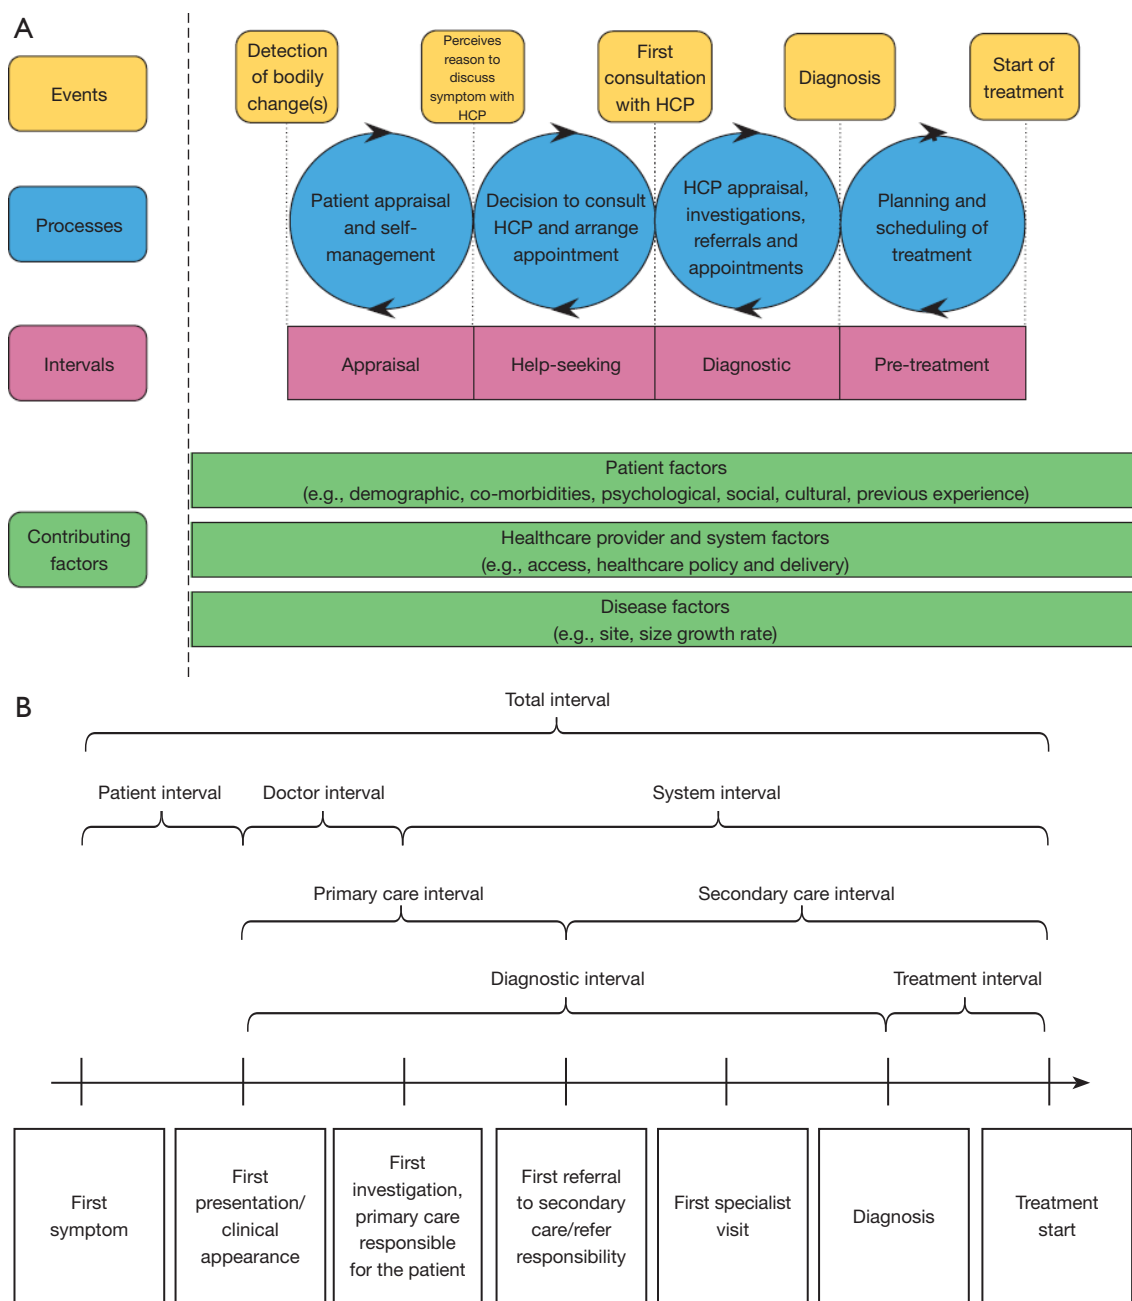 A
Events
Detection
of bodily
change(s)
Perceives
reason to
discuss
symptom with
HCP
First
consultation
with HCP
Diagnosis
Start of
treatment
Processes
Patient appraisal
and self-
management
Decision to consult
HCP and arrange
appointment
HCP appraisal,
investigations,
referrals and
appointments
Planning and
scheduling of
treatment
Intervals
Appraisal
Help-seeking
Diagnostic
Pre-treatment
Contributing
factors
Patient factors
(e.g., demographic, co-morbidities, psychological, social, cultural, previous experience)
Healthcare provider and system factors
(e.g., access, healthcare policy and delivery)
Disease factors
(e.g., site, size growth rate)
B
Total interval
Patient interval
Doctor interval
System interval
Primary care interval
Secondary care interval
Diagnostic interval
Treatment interval
First
symptom
First
presentation/
clinical
appearance
First
investigation,
primary care
responsible
for the patient
First referral
to secondary
care/refer
responsibility
First specialist
visit
Diagnosis
Treatment
start